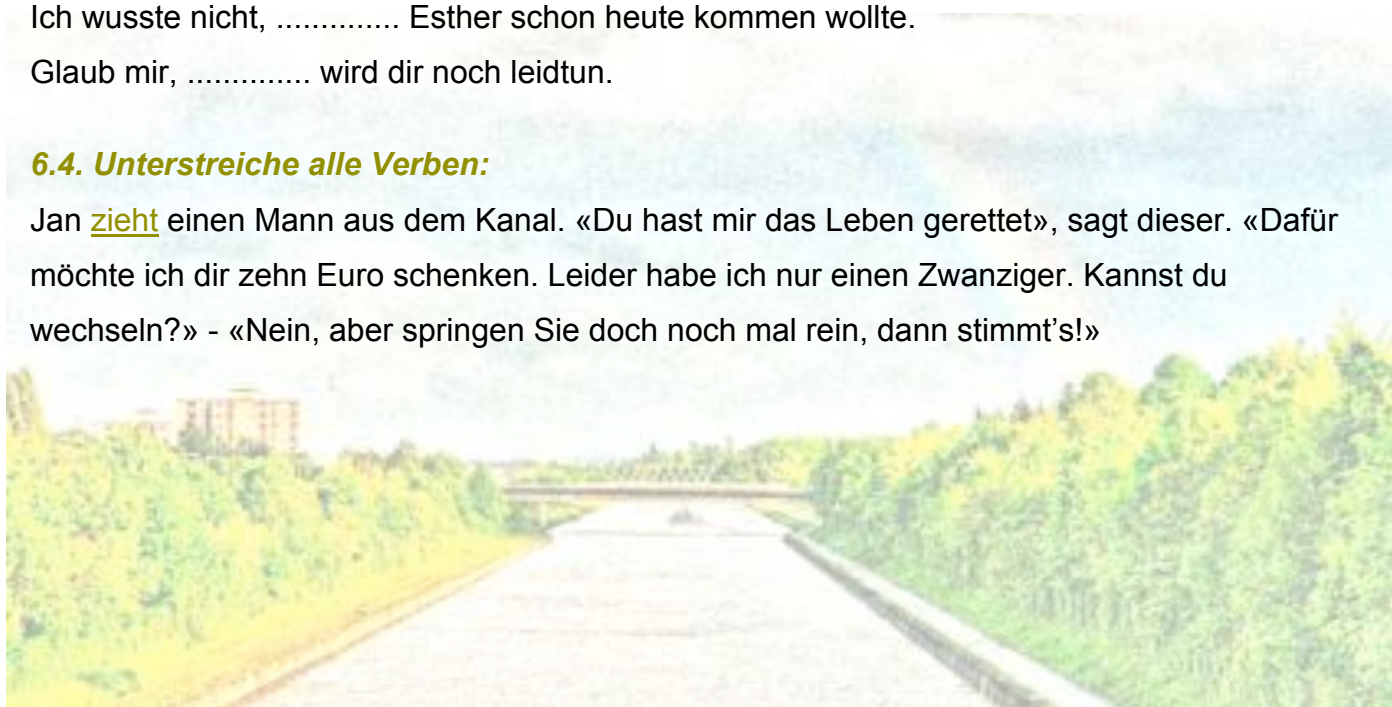 Ich wusste nicht, .............. Esther schon heute kommen wollte.
Glaub mir, .............. wird dir noch leidtun.
6.4. Unterstreiche alle Verben:
Jan zieht einen Mann aus dem Kanal. «Du hast mir das Leben gerettet», sagt dieser. «Dafür
möchte ich dir zehn Euro schenken. Leider habe ich nur einen Zwanziger. Kannst du
wechseln?» - «Nein, aber springen Sie doch noch mal rein, dann stimmt's!»